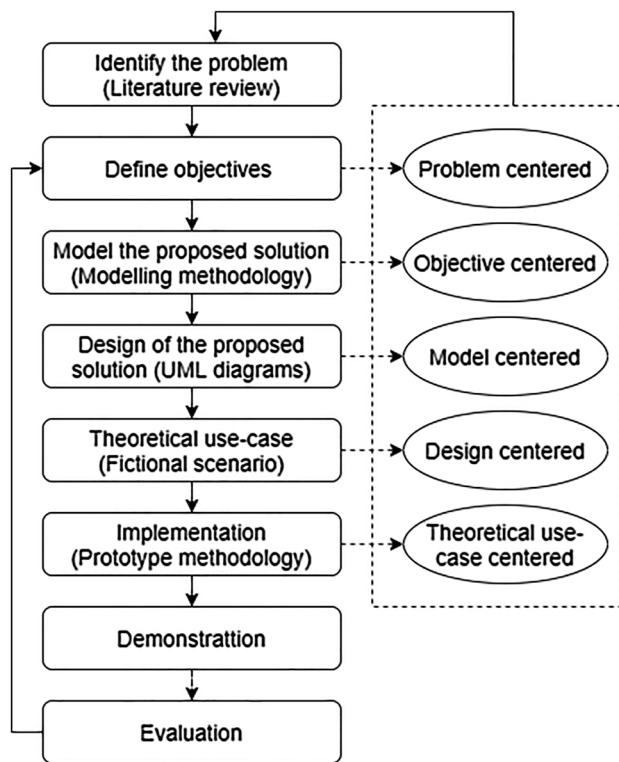 Identify the problem
(Literature review)
Define objectives
Problem centered
Model the proposed solution
(Modelling methodology)
Objective centered
Design of the proposed
solution (UML diagrams)
Model centered
Theoretical use-case
(Fictional scenario)
Design centered
Implementation
(Prototype methodology)
Theoretical use-
case centered
Demonstrattion
Evaluation